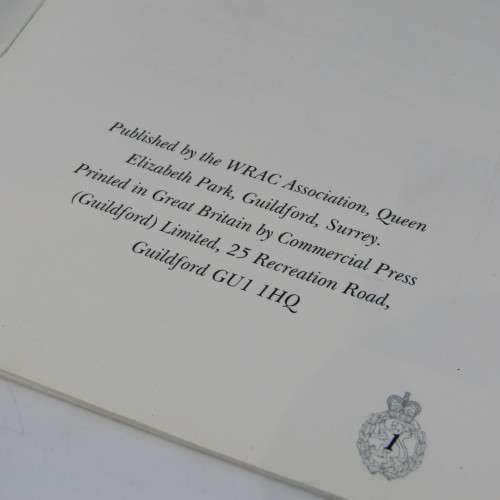 Published by the WRAC Association, Queen
Elizabeth Park, Guildford, Surrey.
Printed in Great Britain by Commercial Press
(Guildford) Limited, 25 Recreation Road,
Guildford GU1 1HQ
1